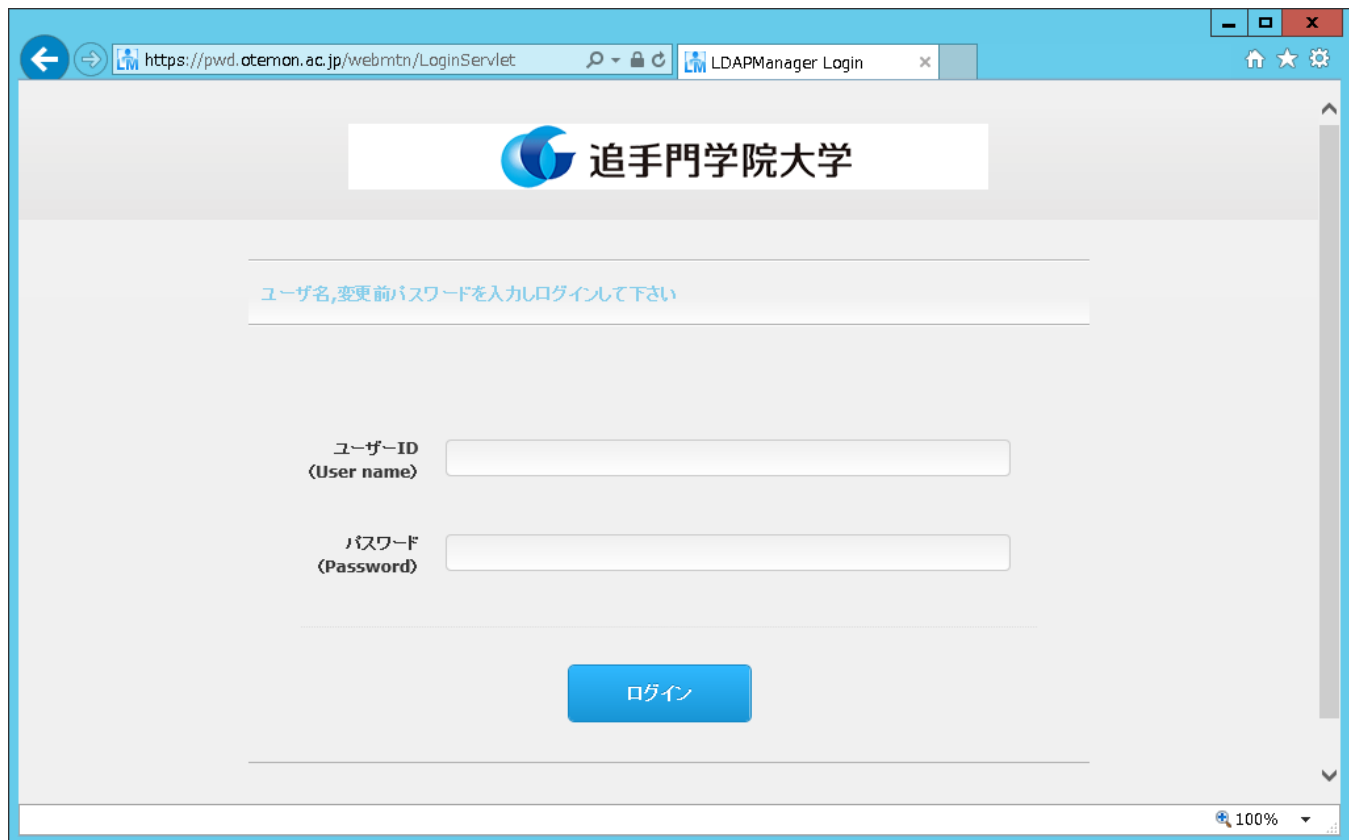 https://pwd.otemon.ac.jp/webmtn/LoginServlet
LDAPManager Login
追手門学院大学
ユーザ名,変更前パスワードを入力しログインして下さい
ユーザーID
(User name)
パスワード
(Password)
ログイン
100%